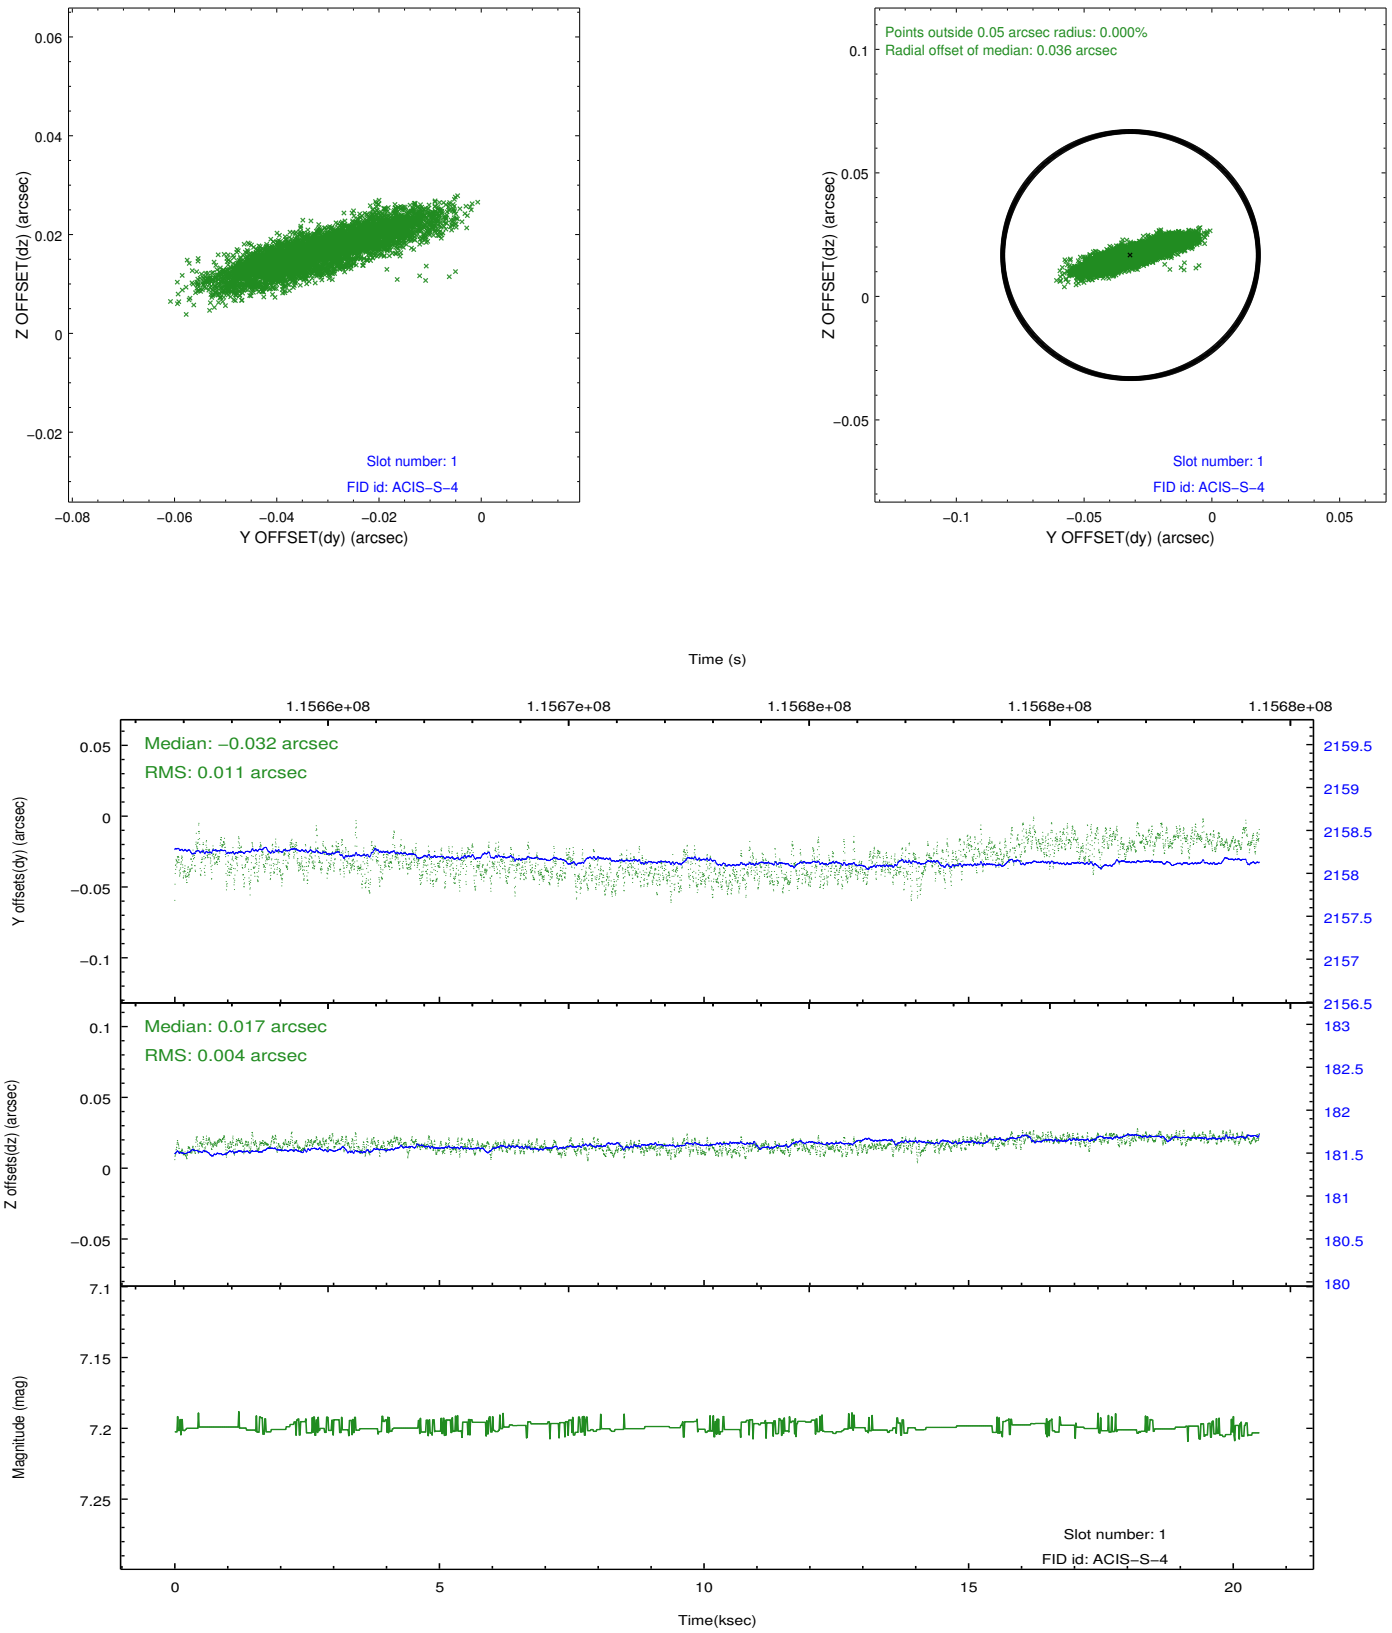 0.06
0.04
0.02
0
−0.02
Z OFFSET(dz) (arcsec)
Slot number: 1
FID id: ACIS−S−4
−0.08 −0.06 −0.04 −0.02 0
Y OFFSET(dy) (arcsec)
Points outside 0.05 arcsec radius: 0.000%
Radial offset of median: 0.036 arcsec
0.1
0.05
0
−0.05
Z OFFSET(dz) (arcsec)
Slot number: 1
FID id: ACIS−S−4
−0.1 −0.05 0 0.05
Y OFFSET(dy) (arcsec)
Time (s)
1.1566e+08 1.1567e+08 1.1568e+08 1.1568e+08 1.1568e+08
Median: −0.032 arcsec
RMS: 0.011 arcsec
0.05
0
−0.05
−0.1
Y offsets(dy) (arcsec)
2159.5
2159
2158.5
2158
2157.5
2157
2156.5
Median: 0.017 arcsec
RMS: 0.004 arcsec
0.1
0.05
0
−0.05
Z offsets(dz) (arcsec)
183
182.5
182
181.5
181
180.5
180
7.1
7.15
7.2
7.25
Magnitude (mag)
Slot number: 1
FID id: ACIS−S−4
0 5 10 15 20
Time(ksec)